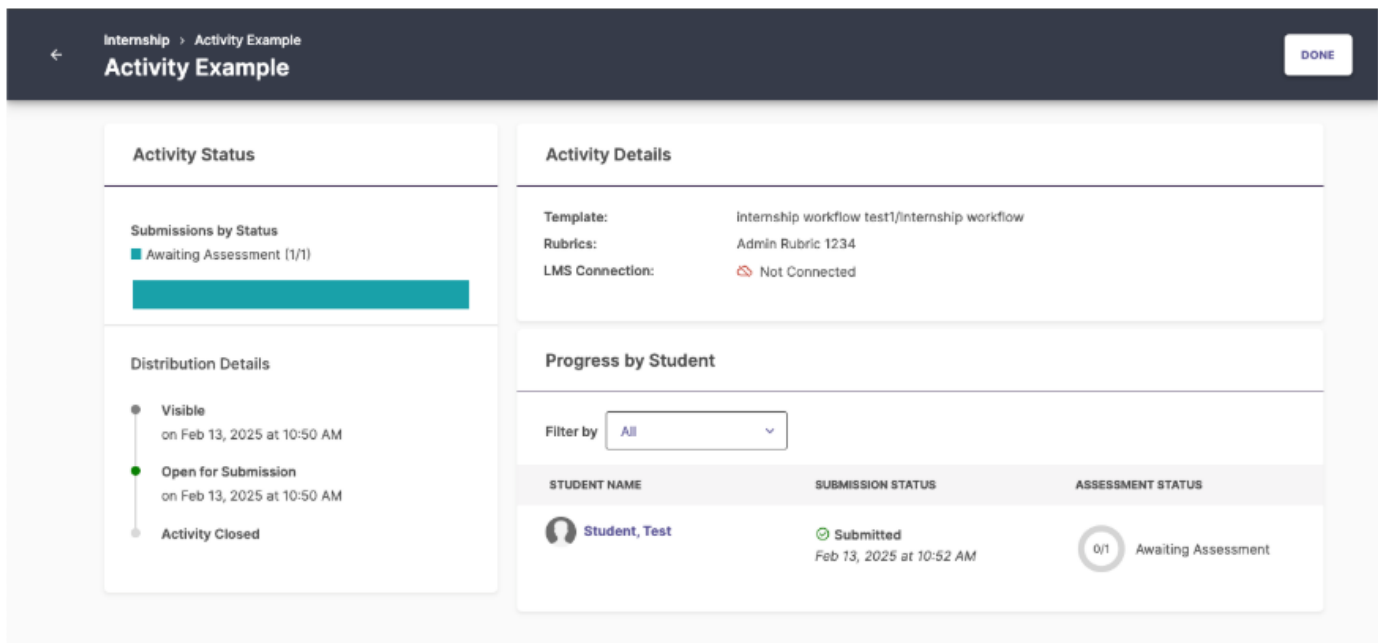 Internship › Activity Example
Activity Example
DONE
Activity Status
Submissions by Status
Awaiting Assessment (1/1)
Distribution Details
Visible
on Feb 13, 2025 at 10:50 AM
Open for Submission
on Feb 13, 2025 at 10:50 AM
Activity Closed
Activity Details
Template: internship workflow test1/internship workflow
Rubrics: Admin Rubric 1234
LMS Connection: Not Connected
Progress by Student
Filter by All
STUDENT NAME SUBMISSION STATUS ASSESSMENT STATUS
Student, Test Submitted 0/1 Awaiting Assessment
Feb 13, 2025 at 10:52 AM